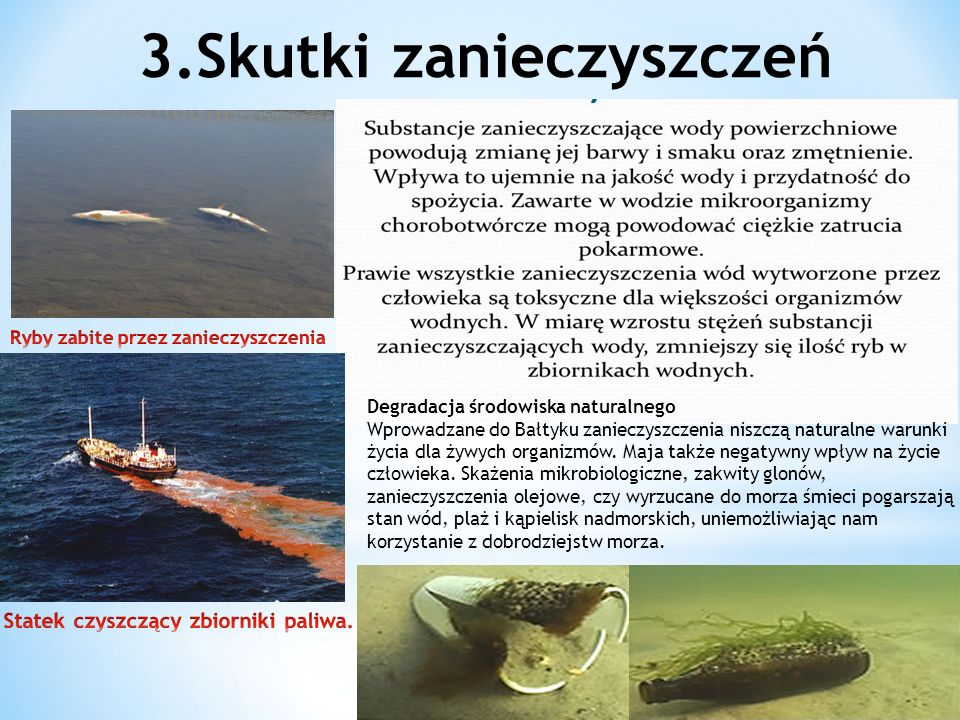 3.Skutki zanieczyszczeń
Substancje zanieczyszczające wody powierzchniowe
powodują zmianę jej barwy i smaku oraz zmętnienie.
Wpływa to ujemnie na jakość wody i przydatność do
spożycia. Zawarte w wodzie mikroorganizmy
chorobotwórcze mogą powodować ciężkie zatrucia
pokarmowe.
Prawie wszystkie zanieczyszczenia wód wytworzone przez
człowieka są toksyczne dla większości organizmów
wodnych. W miarę wzrostu stężeń substancji
zanieczyszczających wody, zmniejszy się ilość ryb w
zbiornikach wodnych.
Ryby zabite przez zanieczyszczenia
Degradacja środowiska naturalnego
Wprowadzane do Bałtyku zanieczyszczenia niszczą naturalne warunki
życia dla żywych organizmów. Maja także negatywny wpływ na życie
człowieka. Skażenia mikrobiologiczne, zakwity glonów,
zanieczyszczenia olejowe, czy wyrzucane do morza śmieci pogarszają
stan wód, plaż i kąpielisk nadmorskich, uniemożliwiając nam
korzystanie z dobrodziejstw morza.
Statek czyszczący zbiorniki paliwa.